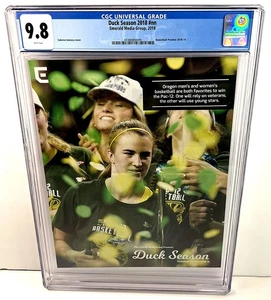 CGC UNIVERSAL GRADE
9.8
Duck Season 2018 #nn
Emerald Media Group, 2018
E
Oregon men's and women's
basketball are both favorites to win
the Pac-12. One will rely on veterans,
the other will use young stars.
Duck Season